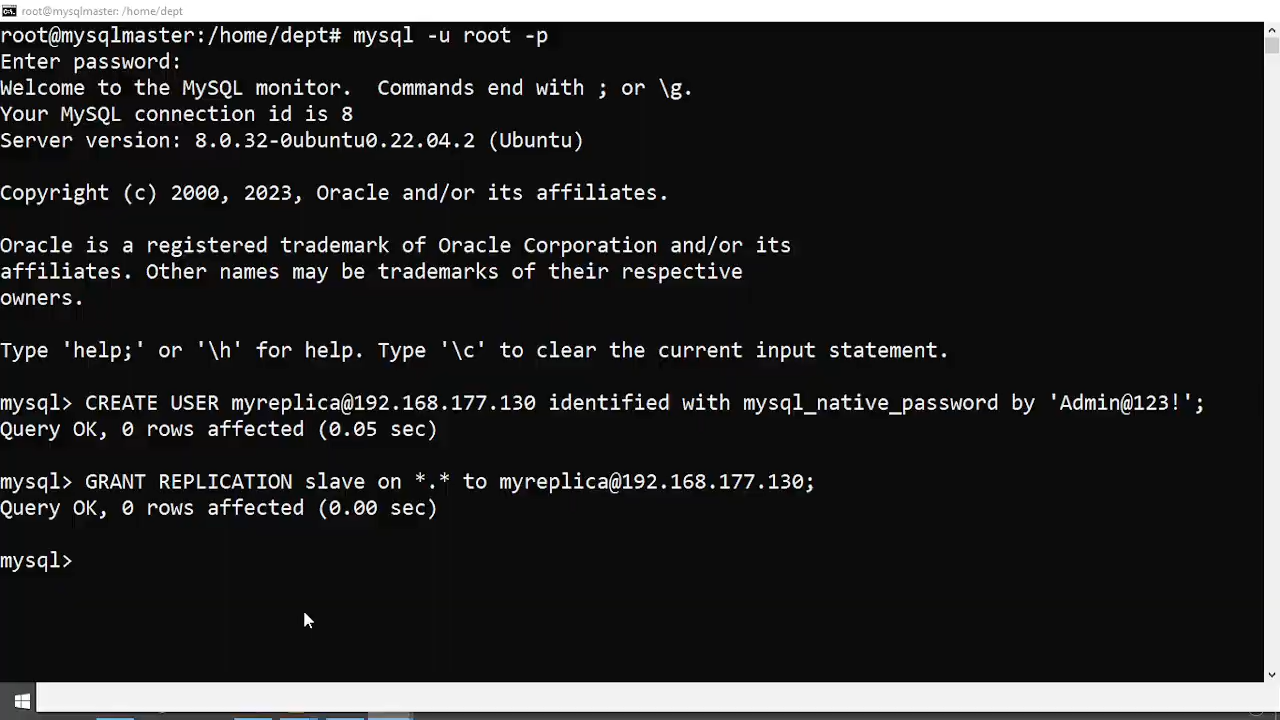 root@mysqlmaster: /home/dept
root@mysqlmaster:/home/dept# mysql -u root -p
Enter password:
Welcome to the MySQL monitor.  Commands end with ; or \g.
Your MySQL connection id is 8
Server version: 8.0.32-0ubuntu0.22.04.2 (Ubuntu)
Copyright (c) 2000, 2023, Oracle and/or its affiliates.
Oracle is a registered trademark of Oracle Corporation and/or its
affiliates. Other names may be trademarks of their respective
owners.
Type 'help;' or '\h' for help. Type '\c' to clear the current input statement.
mysql> CREATE USER myreplica@192.168.177.130 identified with mysql_native_password by 'Admin@123!';
Query OK, 0 rows affected (0.05 sec)
mysql> GRANT REPLICATION slave on *.* to myreplica@192.168.177.130;
Query OK, 0 rows affected (0.00 sec)
mysql>